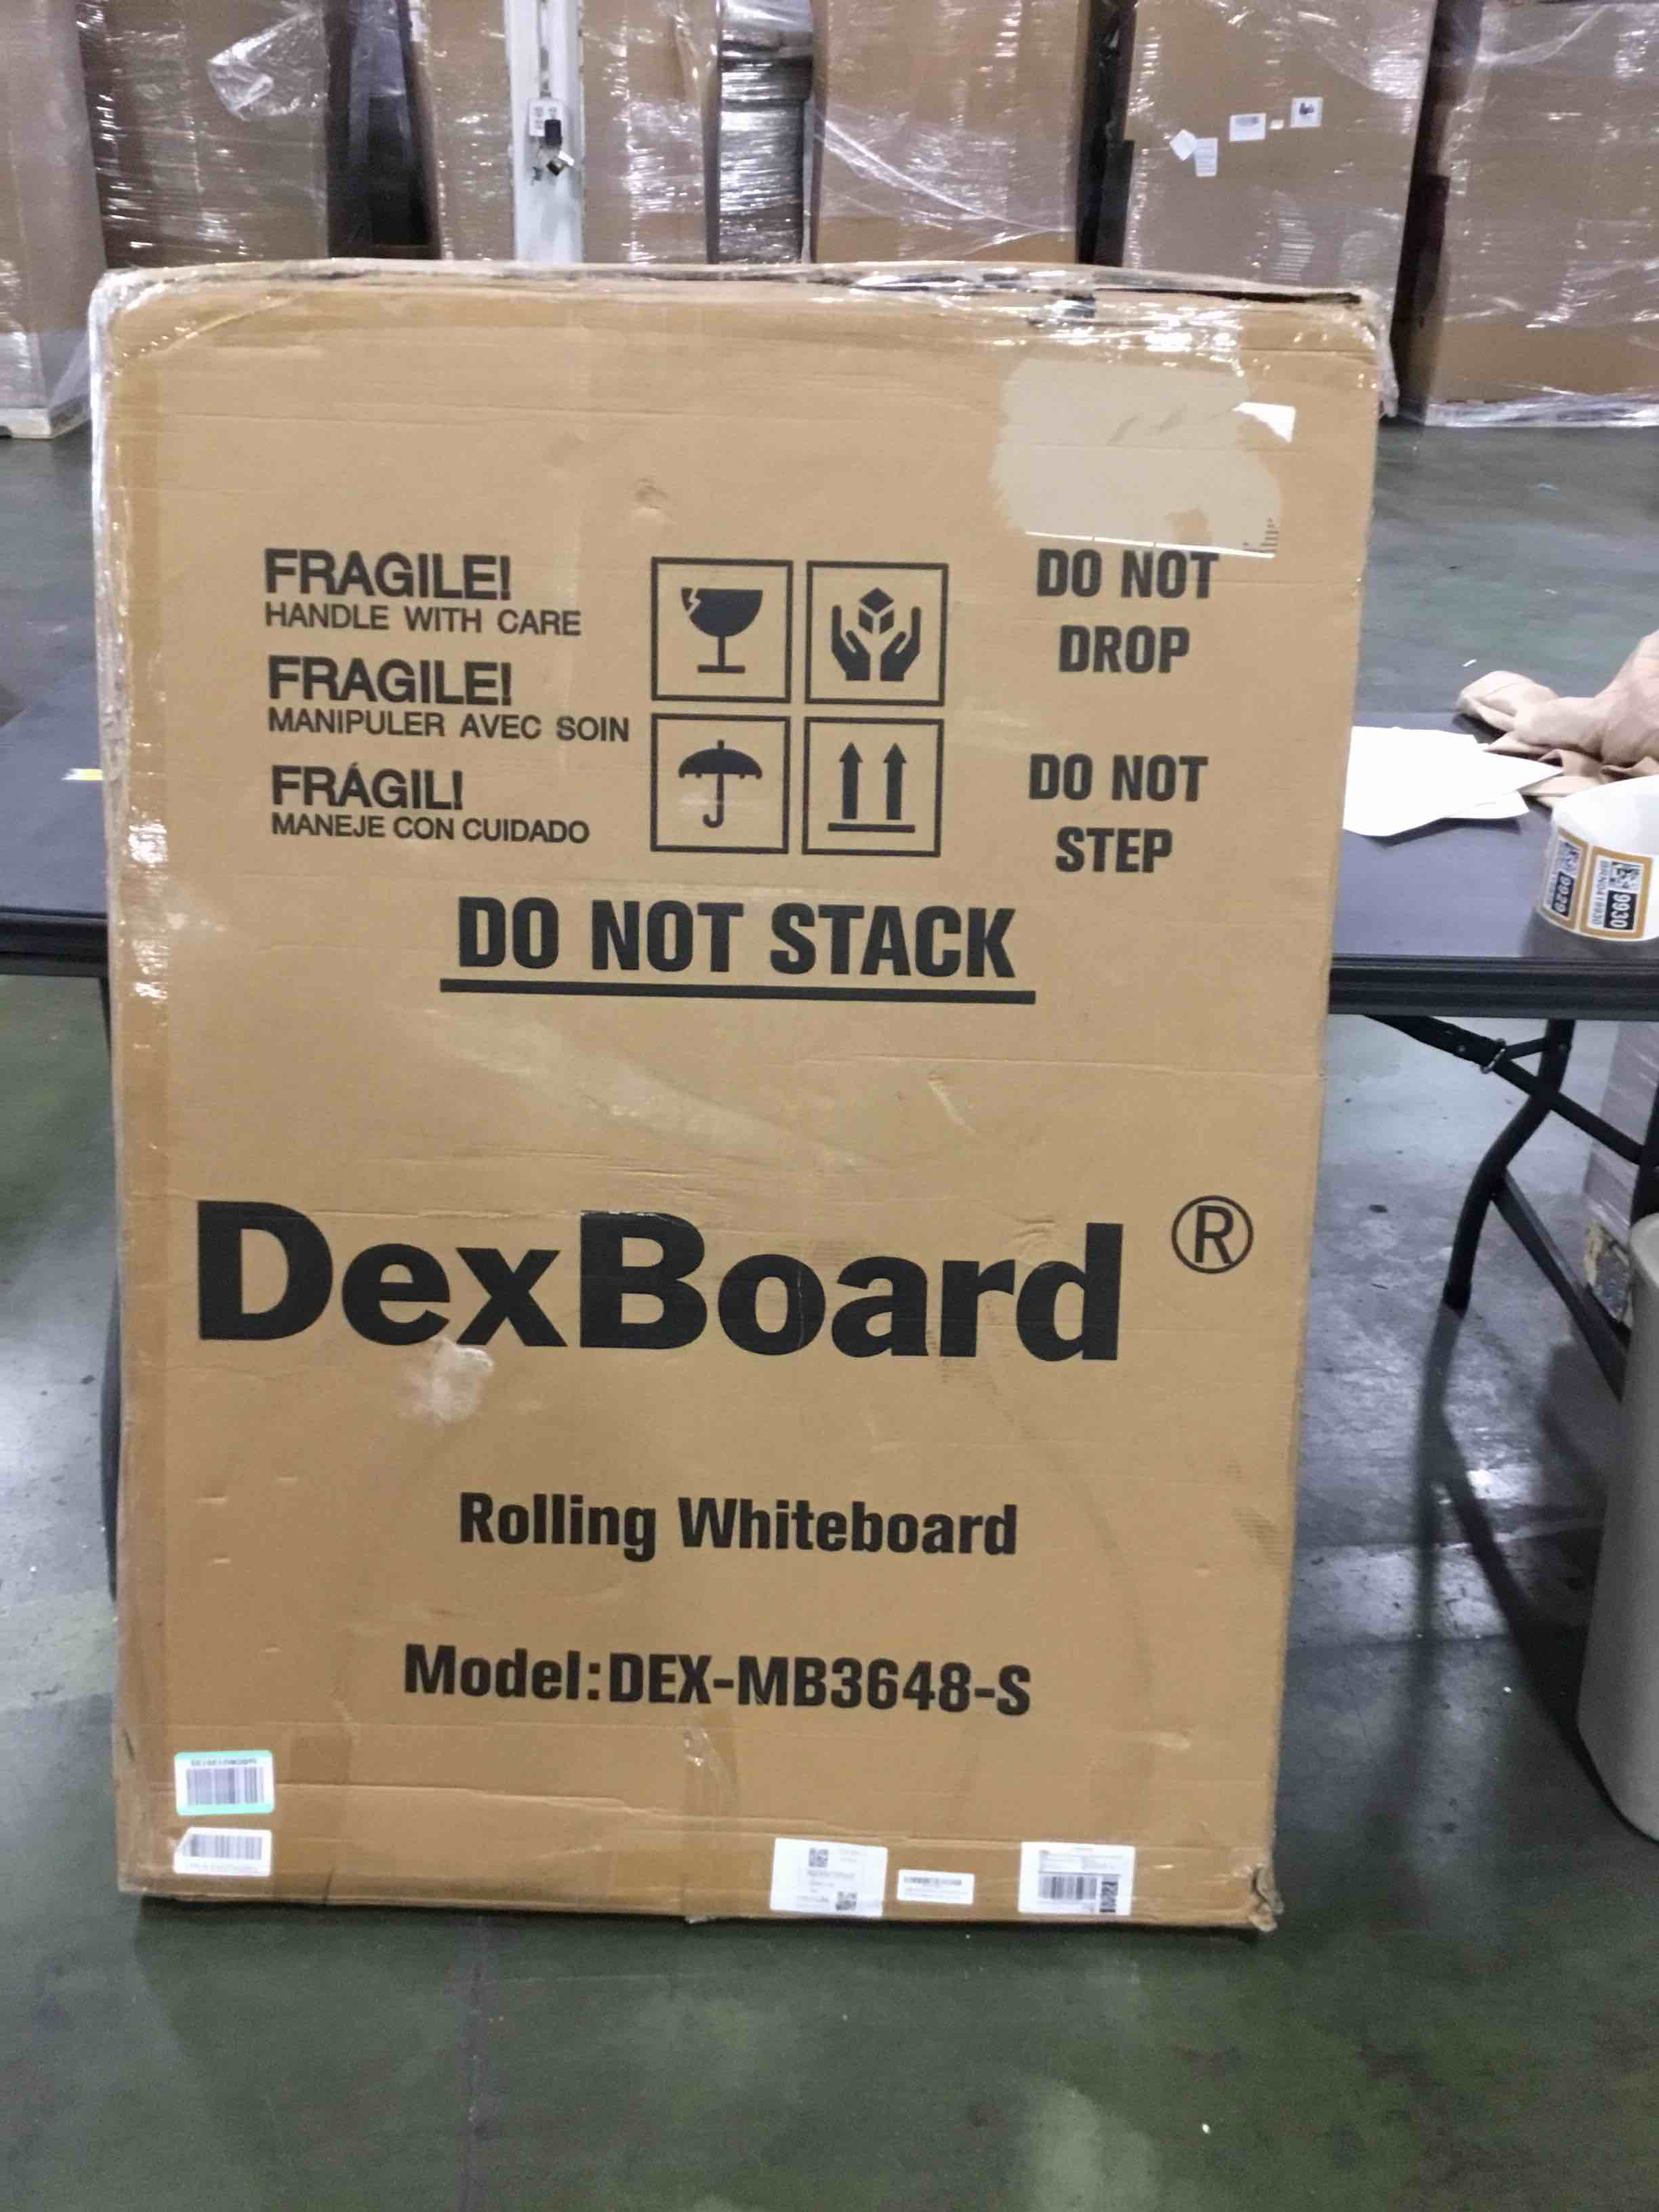 FRAGILE!
HANDLE WITH CARE
FRAGILE!
MANIPULER AVEC SOIN
FRÁGIL!
MANEJE CON CUIDADO
DO NOT
DROP
DO NOT
STEP
DO NOT STACK
DexBoard ®
Rolling Whiteboard
Model:DEX-MB3648-S
9929
9930